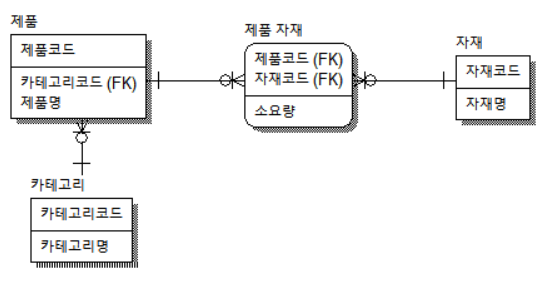 제품
제품코드
카테고리코드 (FK)
제품명
제품 자재
제품코드 (FK)
자재코드 (FK)
소요량
자재
자재코드
자재명
카테고리
카테고리코드
카테고리명